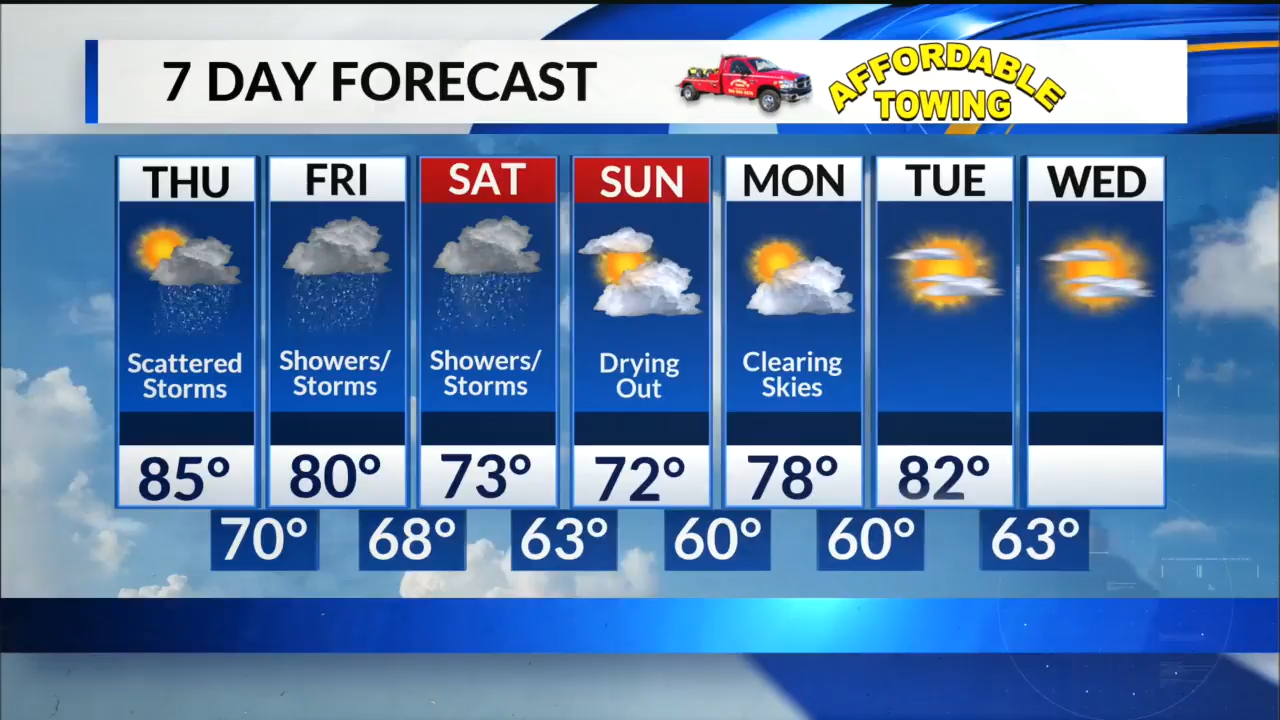 7 DAY FORECAST
AFFORDABLE
TOWING
THU
FRI
SAT
SUN
MON
TUE
WED
Scattered
Storms
Showers/
Storms
Showers/
Storms
Drying
Out
Clearing
Skies
85°
80°
73°
72°
78°
82°
70°
68°
63°
60°
60°
63°